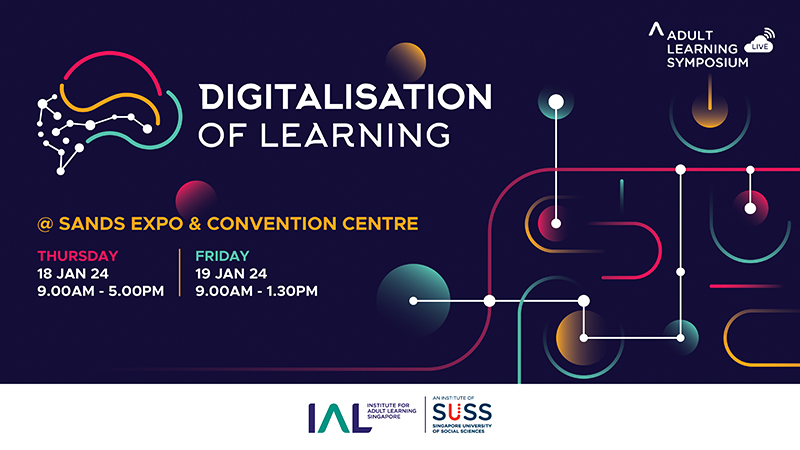 ADULT
LEARNING
SYMPOSIUM
LIVE
DIGITALISATION
OF LEARNING
@ SANDS EXPO & CONVENTION CENTRE
THURSDAY
18 JAN 24
9.00AM - 5.00PM
FRIDAY
19 JAN 24
9.00AM - 1.30PM
IAL
INSTITUTE FOR
ADULT LEARNING
SINGAPORE
AN INSTITUTE OF
SUSS
SINGAPORE UNIVERSITY
OF SOCIAL SCIENCES